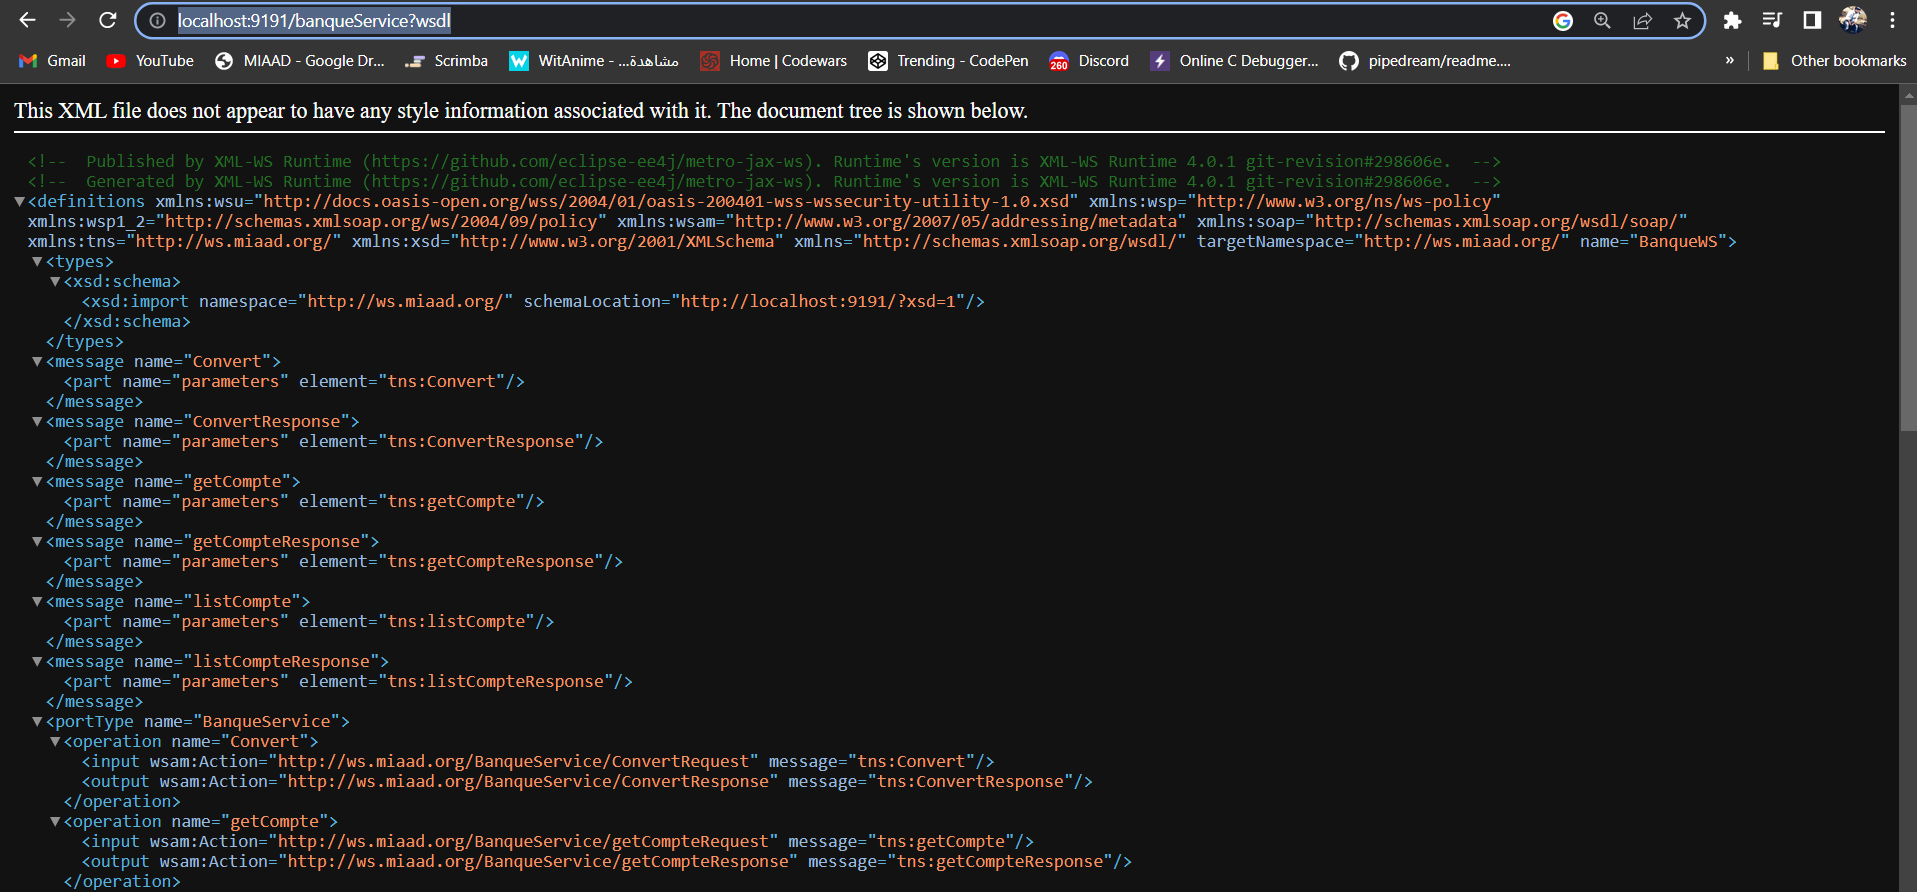 localhost:9191/banqueService?wsdl
Gmail YouTube MIAAD - Google Dr... Scrimba WitAnime - ...مشاهدة Home | Codewars Trending - CodePen 260 Discord Online C Debugger... pipedream/readme.... » Other bookmarks
This XML file does not appear to have any style information associated with it. The document tree is shown below.
<!-- Published by XML-WS Runtime (https://github.com/eclipse-ee4j/metro-jax-ws). Runtime's version is XML-WS Runtime 4.0.1 git-revision#298606e. -->
<!-- Generated by XML-WS Runtime (https://github.com/eclipse-ee4j/metro-jax-ws). Runtime's version is XML-WS Runtime 4.0.1 git-revision#298606e. -->
<definitions xmlns:wsu="http://docs.oasis-open.org/wss/2004/01/oasis-200401-wss-wssecurity-utility-1.0.xsd" xmlns:wsp="http://www.w3.org/ns/ws-policy"
xmlns:wsp1_2="http://schemas.xmlsoap.org/ws/2004/09/policy" xmlns:wsam="http://www.w3.org/2007/05/addressing/metadata" xmlns:soap="http://schemas.xmlsoap.org/wsdl/soap/"
xmlns:tns="http://ws.miaad.org/" xmlns:xsd="http://www.w3.org/2001/XMLSchema" xmlns="http://schemas.xmlsoap.org/wsdl/" targetNamespace="http://ws.miaad.org/" name="BanqueWS">
<types>
<xsd:schema>
<xsd:import namespace="http://ws.miaad.org/" schemaLocation="http://localhost:9191/?xsd=1"/>
</xsd:schema>
</types>
<message name="Convert">
<part name="parameters" element="tns:Convert"/>
</message>
<message name="ConvertResponse">
<part name="parameters" element="tns:ConvertResponse"/>
</message>
<message name="getCompte">
<part name="parameters" element="tns:getCompte"/>
</message>
<message name="getCompteResponse">
<part name="parameters" element="tns:getCompteResponse"/>
</message>
<message name="listCompte">
<part name="parameters" element="tns:listCompte"/>
</message>
<message name="listCompteResponse">
<part name="parameters" element="tns:listCompteResponse"/>
</message>
<portType name="BanqueService">
<operation name="Convert">
<input wsam:Action="http://ws.miaad.org/BanqueService/ConvertRequest" message="tns:Convert"/>
<output wsam:Action="http://ws.miaad.org/BanqueService/ConvertResponse" message="tns:ConvertResponse"/>
</operation>
<operation name="getCompte">
<input wsam:Action="http://ws.miaad.org/BanqueService/getCompteRequest" message="tns:getCompte"/>
<output wsam:Action="http://ws.miaad.org/BanqueService/getCompteResponse" message="tns:getCompteResponse"/>
</operation>